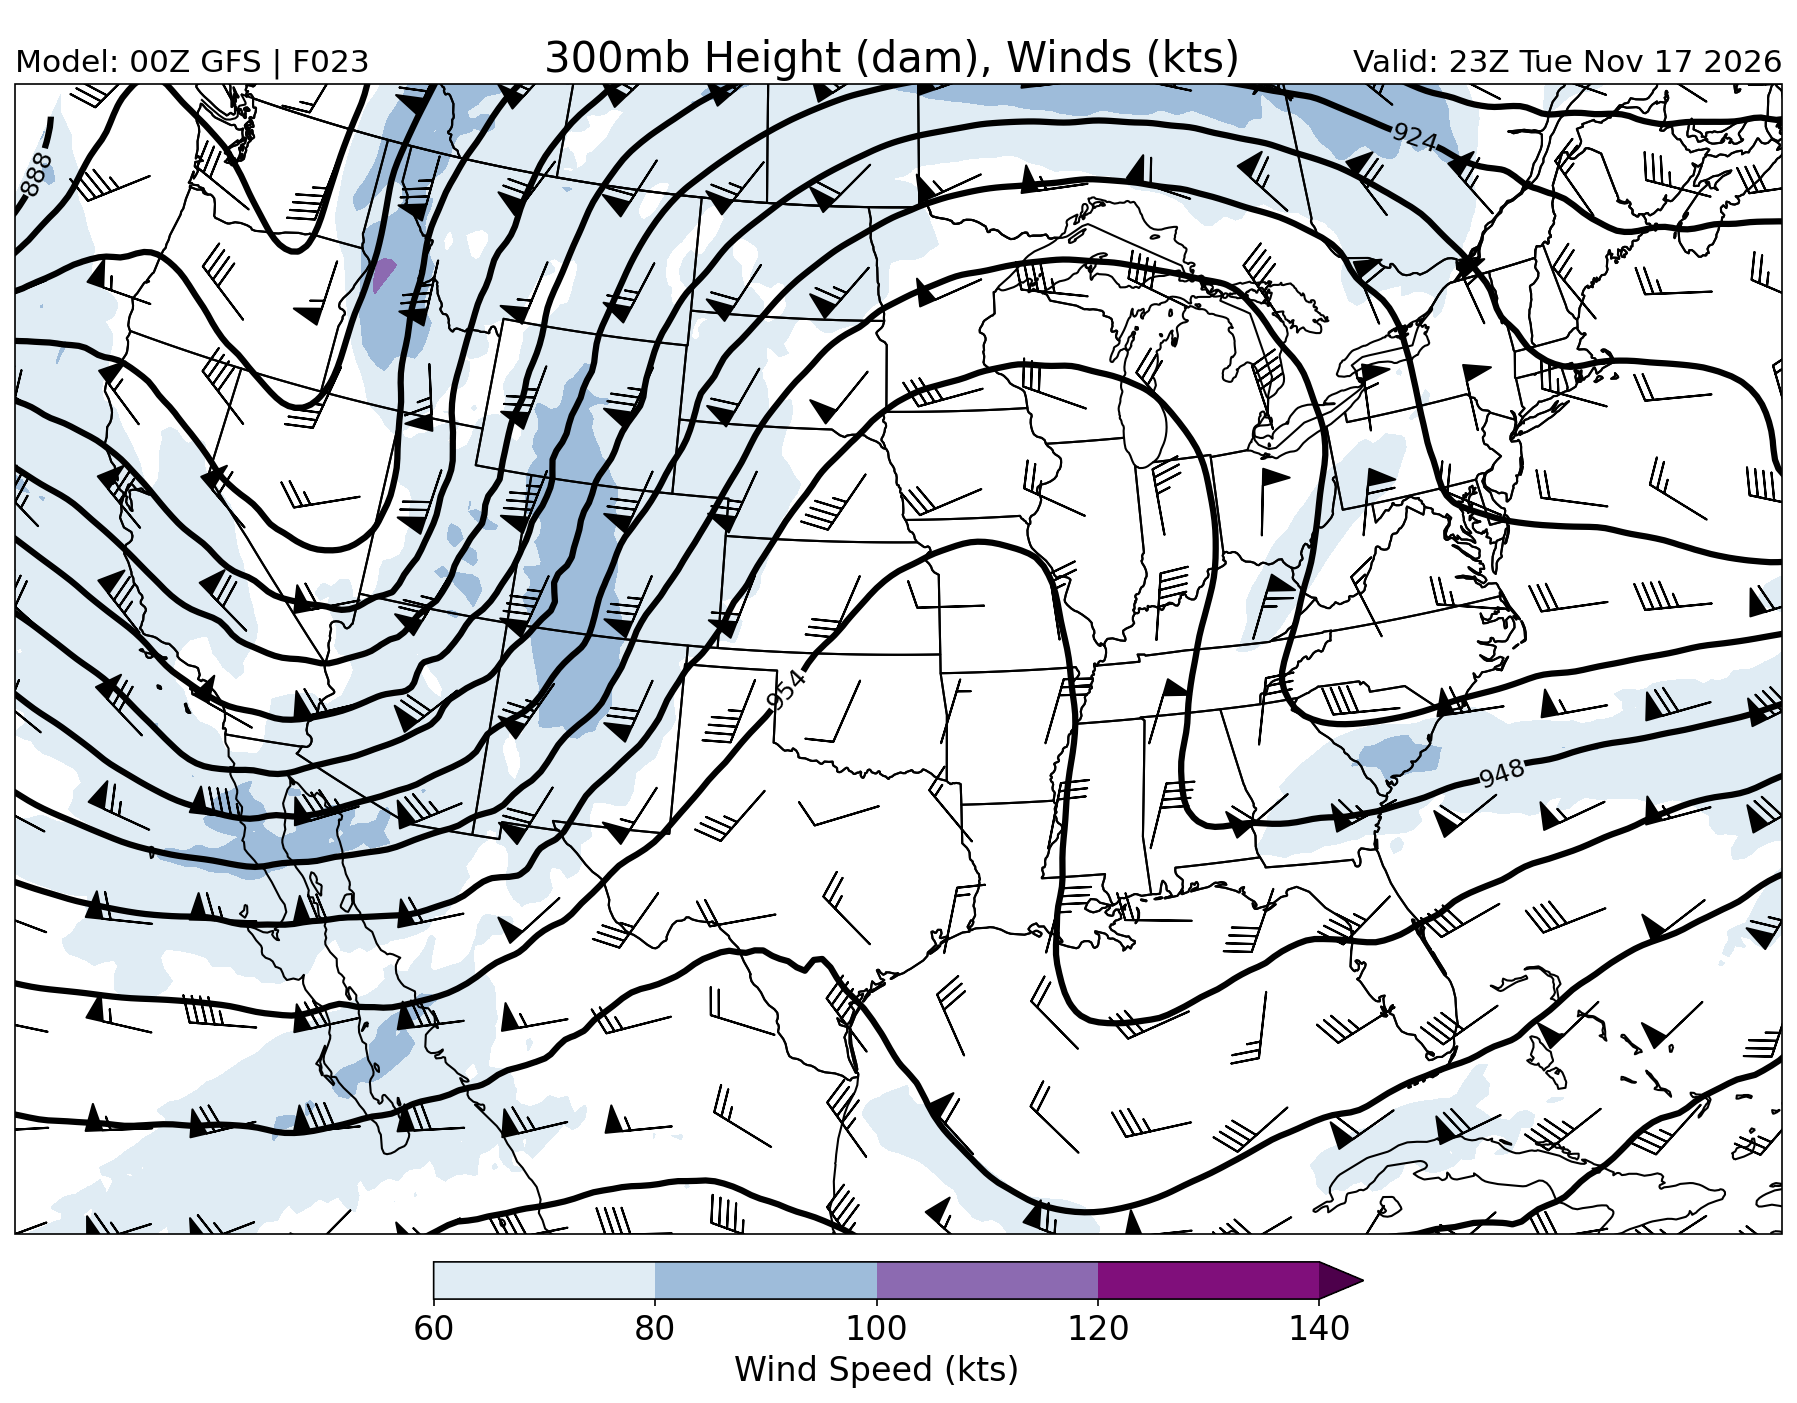 Model: 00Z GFS | F023
300mb Height (dam), Winds (kts)
Valid: 23Z Tue Nov 17 2026
888
924
954
948
60 80 100 120 140
Wind Speed (kts)